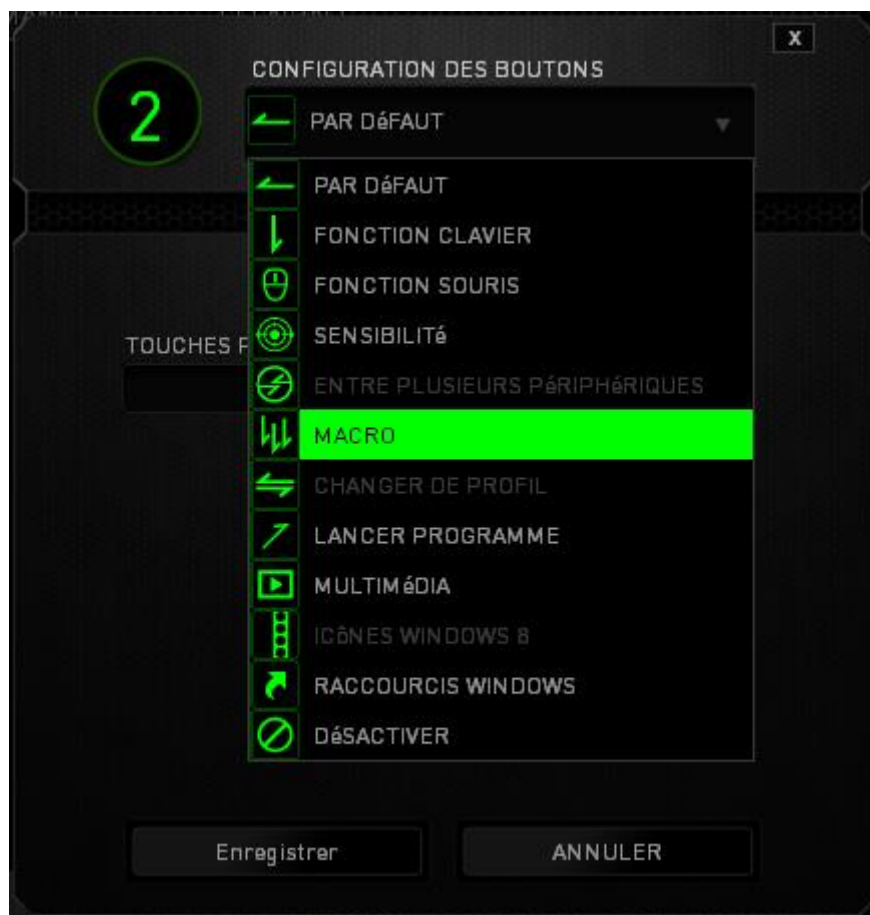 X
CONFIGURATION DES BOUTONS
2
PAR DéFAUT
PAR DéFAUT
FONCTION CLAVIER
FONCTION SOURIS
SENSIBILITé
TOUCHES
ENTRE PLUSIEURS PéRIPHéRIQUES
MACRO
CHANGER DE PROFIL
LANCER PROGRAMME
MULTIMéDIA
ICôNES WINDOWS 8
RACCOURCIS WINDOWS
DéSACTIVER
Enregistrer
ANNULER